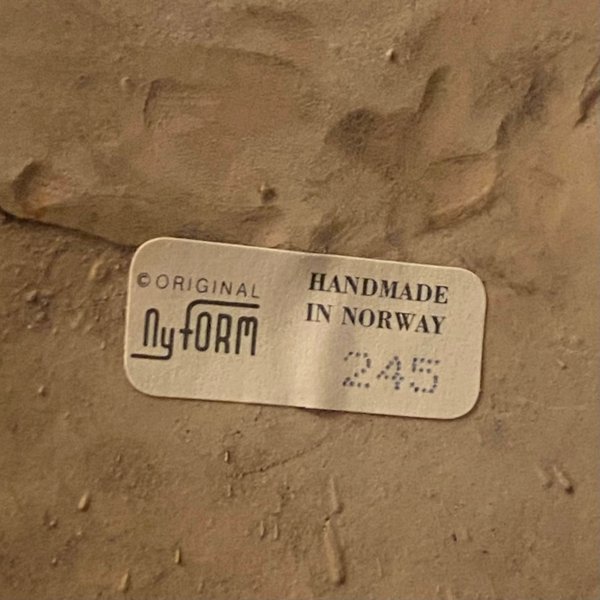 © ORIGINAL
nyFORM
HANDMADE
IN NORWAY
245